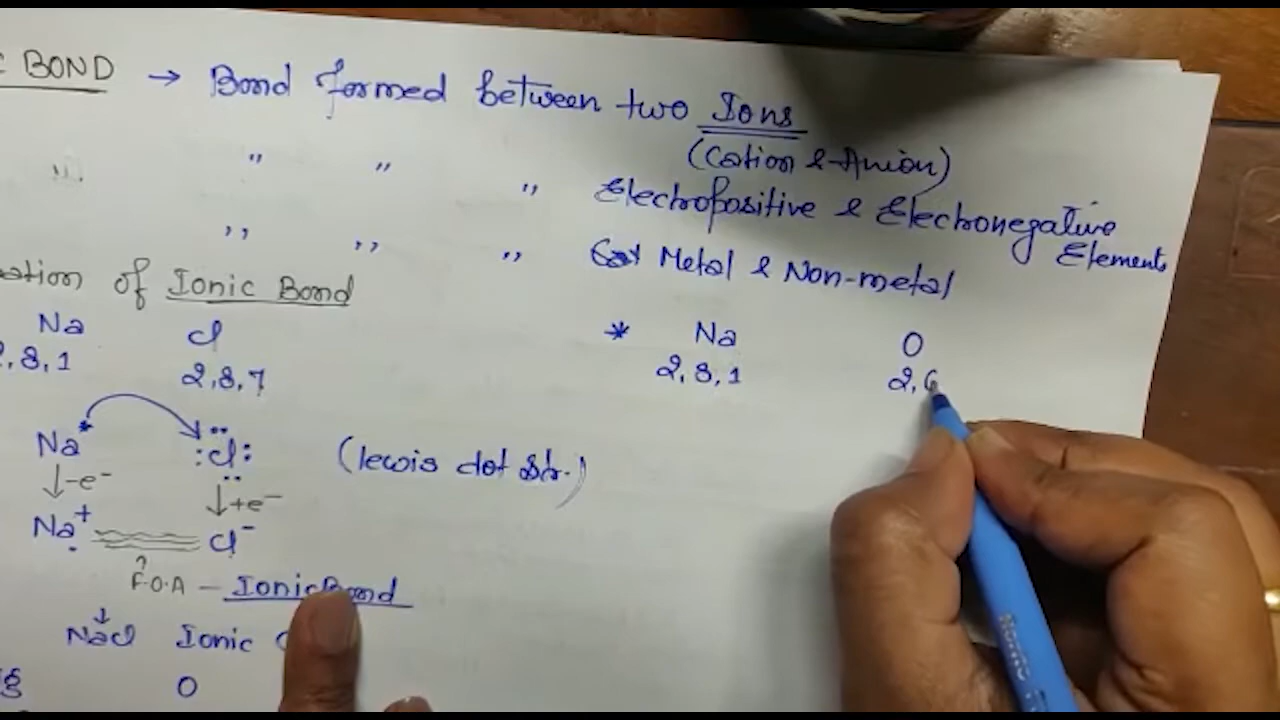 C BOND → Bond formed between two Ions
(Cation & Anion)
" " " Electropositive & Electronegative Elements
,, ,, ,, Metal & Non-metal
ation of Ionic Bond
Na Cl
2,8,1 2,8,7
* Na O
2,8,1 2,6
Na Cl (lewis dot Str.)
↓-e⁻ ↓+e⁻
Na⁺ Cl⁻
F.O.A – Ionic Bond
↓
NaCl Ionic
g O